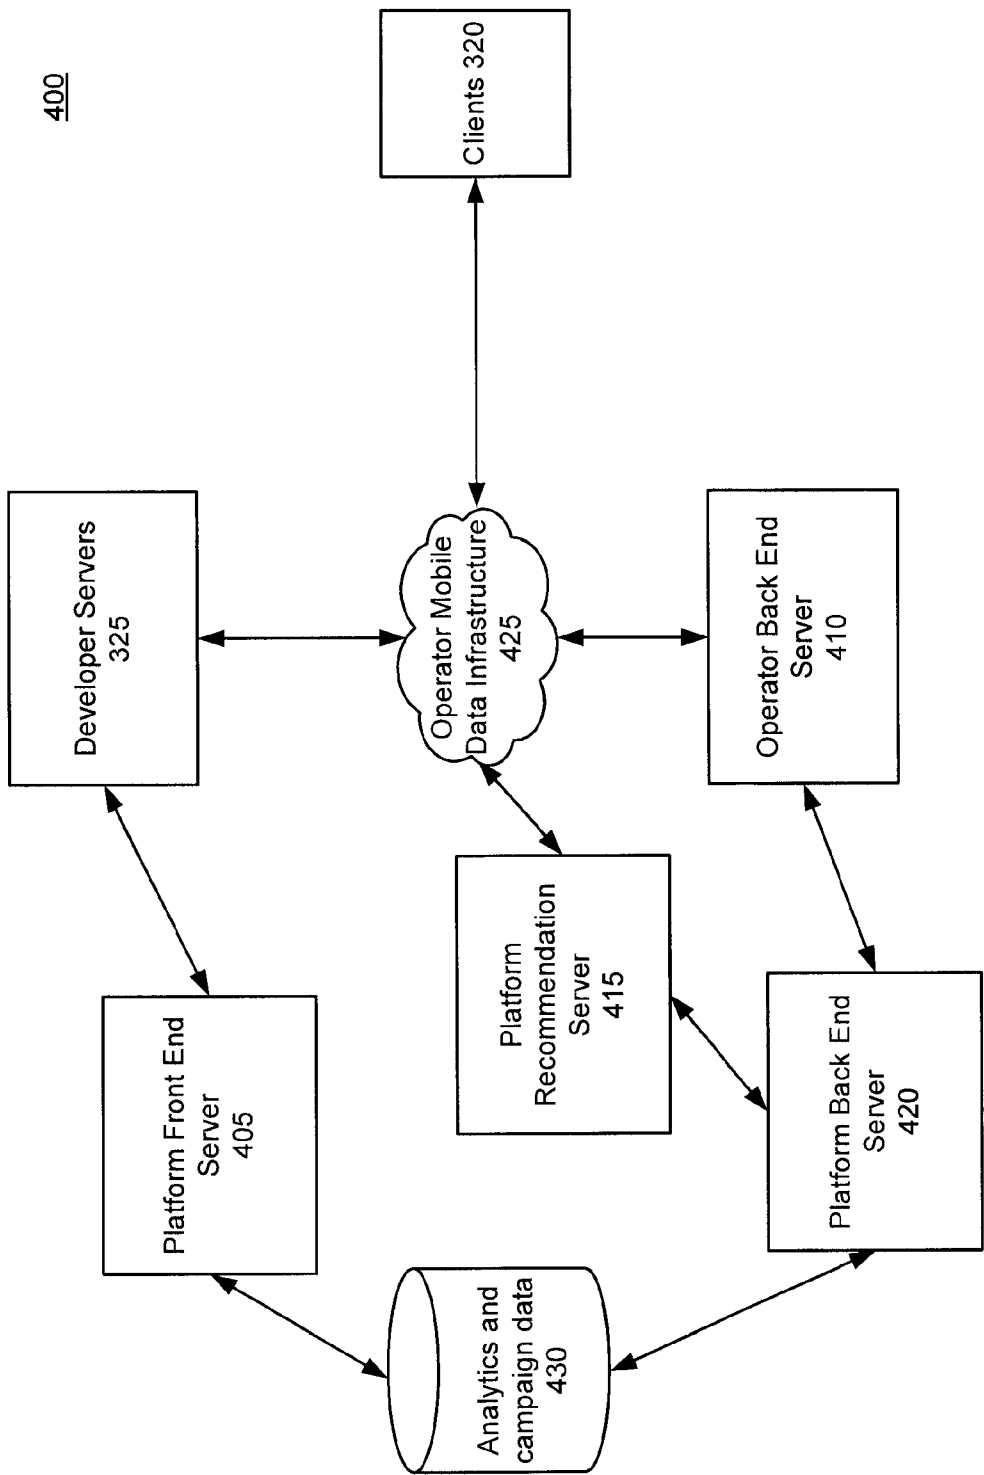 400
Clients 320
Developer Servers
325
Operator Mobile
Data Infrastructure
425
Operator Back End
Server
410
Platform Front End
Server
405
Platform
Recommendation
Server
415
Platform Back End
Server
420
Analytics and
campaign data
430